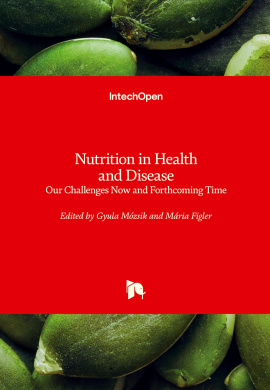 IntechOpen
Nutrition in Health
and Disease
Our Challenges Now and Forthcoming Time
Edited by Gyula Mózsik and Mária Figler